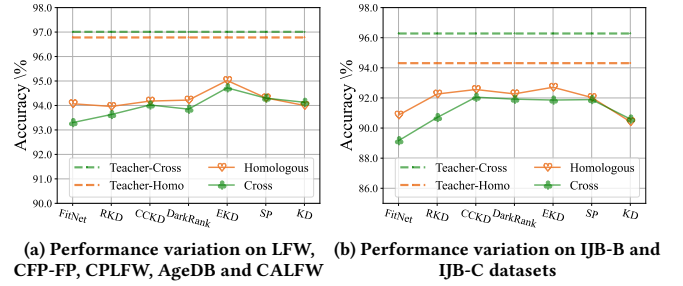 (a)
Accuracy \%
98.0
97.0
96.0
95.0
94.0
93.0
92.0
91.0
90.0
Teacher-Cross
Teacher-Homo
Homologous
Cross
FitNet
RKD
CCKD
DarkRank
EKD
SP
KD
(a) Performance variation on LFW,
CFP-FP, CPLFW, AgeDB and CALFW
(b)
Accuracy \%
98.0
96.0
94.0
92.0
90.0
88.0
86.0
Teacher-Cross
Teacher-Homo
Homologous
Cross
FitNet
RKD
CCKD
DarkRank
EKD
SP
KD
(b) Performance variation on IJB-B and
IJB-C datasets